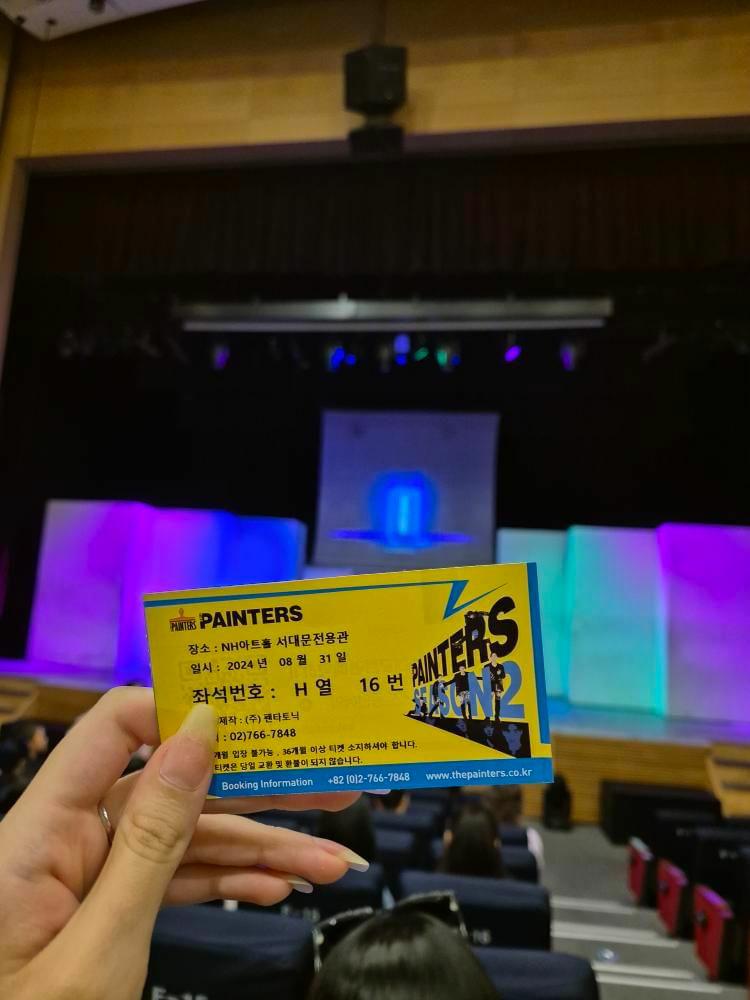 PAINTERS
PAINTERS
장소 : NH아트홀 서대문전용관
일시 : 2024 년 08 월 31 일
좌석번호 : H 열 16 번
제작 : (주) 펜타토닉
: 02)766-7848
개월 입장 불가능 , 36개월 이상 티켓 소지하셔야 합니다.
티켓은 당일 교환 및 환불이 되지 않습니다.
PAINTERS
SEASON2
Booking Information +82 (0)2-766-7848 www.thepainters.co.kr